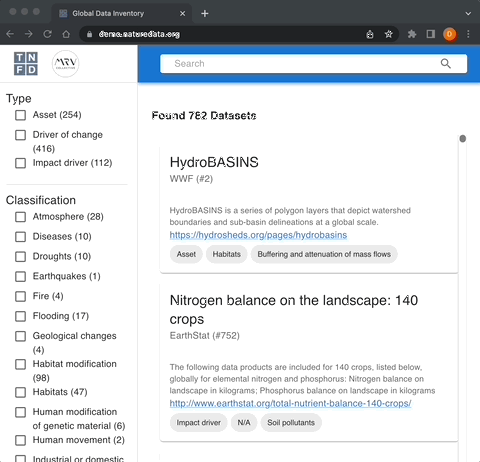 Global Data Inventory
demo.naturedata.org
D
TN
FD
MRV
COLLECTIVE
Search
Type
Asset (254)
Driver of change
(416)
Impact driver (112)
Classification
Atmosphere (28)
Diseases (10)
Droughts (10)
Earthquakes (1)
Fire (4)
Flooding (17)
Geological changes
(4)
Habitat modification
(98)
Habitats (47)
Human modification
of genetic material (6)
Human movement (2)
Industrial or domestic
Found 782 Datasets
HydroBASINS
WWF (#2)
HydroBASINS is a series of polygon layers that depict watershed
boundaries and sub-basin delineations at a global scale.
https://hydrosheds.org/pages/hydrobasins
Asset Habitats Buffering and attenuation of mass flows
Nitrogen balance on the landscape: 140
crops
EarthStat (#752)
The following data products are included for 140 crops, listed below,
globally for elemental nitrogen and phosphorus: Nitrogen balance on
landscape in kilograms; Phosphorus balance on landscape in kilograms
http://www.earthstat.org/total-nutrient-balance-140-crops/
Impact driver N/A Soil pollutants